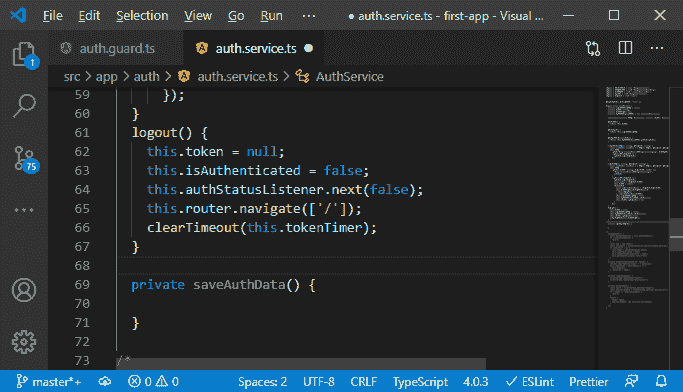 File Edit Selection View Go Run ··· ● auth.service.ts - first-app - Visual ...
auth.guard.ts auth.service.ts ●
src > app > auth > auth.service.ts > AuthService
59 });
60 }
61 logout() {
62 this.token = null;
63 this.isAuthenticated = false;
64 this.authStatusListener.next(false);
65 this.router.navigate(['/']);
66 clearTimeout(this.tokenTimer);
67 }
68
69 private saveAuthData() {
70
71 }
72
73 /*
1
75
master*+ 0 0 Spaces: 2 UTF-8 CRLF TypeScript 4.0.3 ESLint Prettier